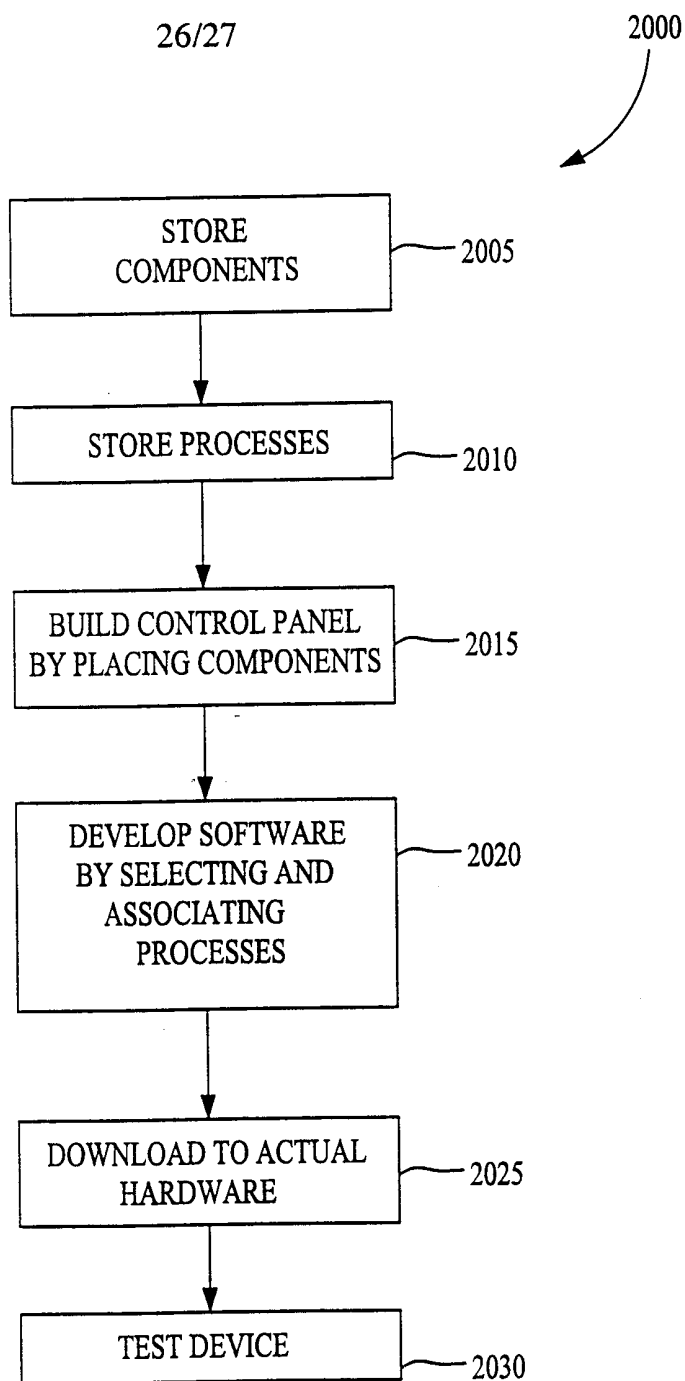 26/27
2000
STORE
COMPONENTS
2005
STORE PROCESSES
2010
BUILD CONTROL PANEL
BY PLACING COMPONENTS
2015
DEVELOP SOFTWARE
BY SELECTING AND
ASSOCIATING
PROCESSES
2020
DOWNLOAD TO ACTUAL
HARDWARE
2025
TEST DEVICE
2030